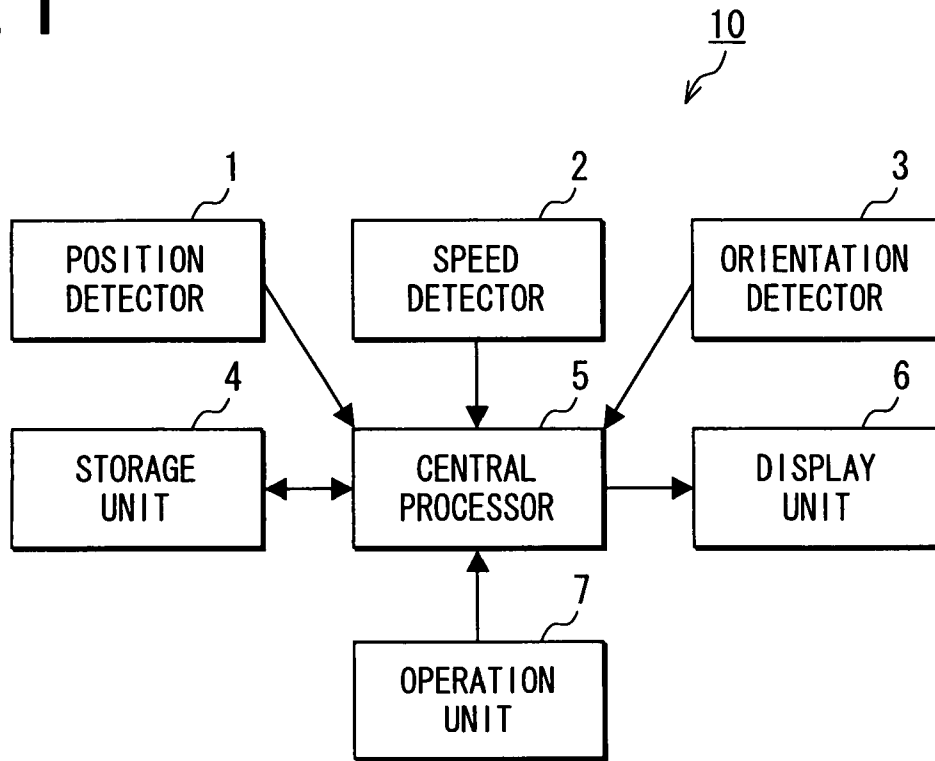 1
10
1
2
3
POSITION
DETECTOR
SPEED
DETECTOR
ORIENTATION
DETECTOR
4
5
6
STORAGE
UNIT
CENTRAL
PROCESSOR
DISPLAY
UNIT
7
OPERATION
UNIT